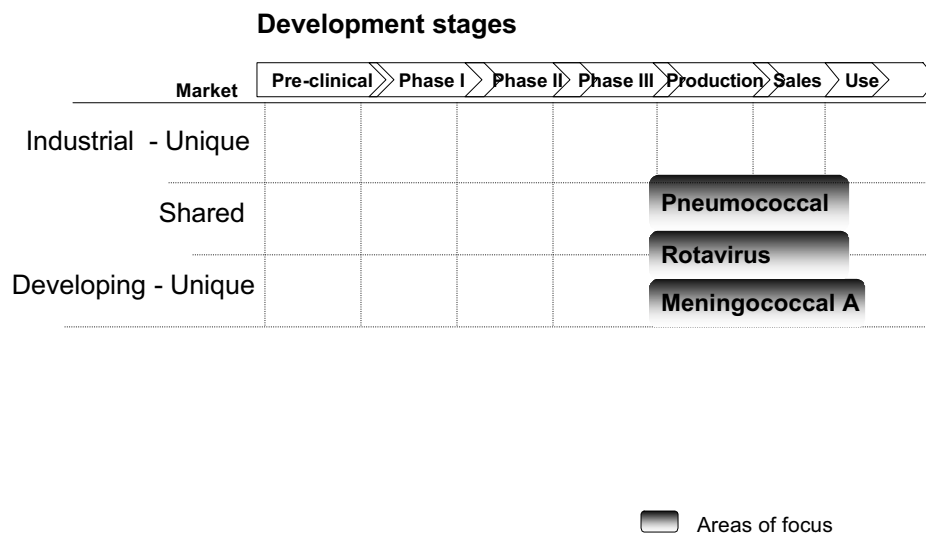 Development stages
Market Pre-clinical Phase I Phase II Phase III Production Sales Use
Industrial - Unique
Shared
Pneumococcal
Rotavirus
Developing - Unique
Meningococcal A
Areas of focus